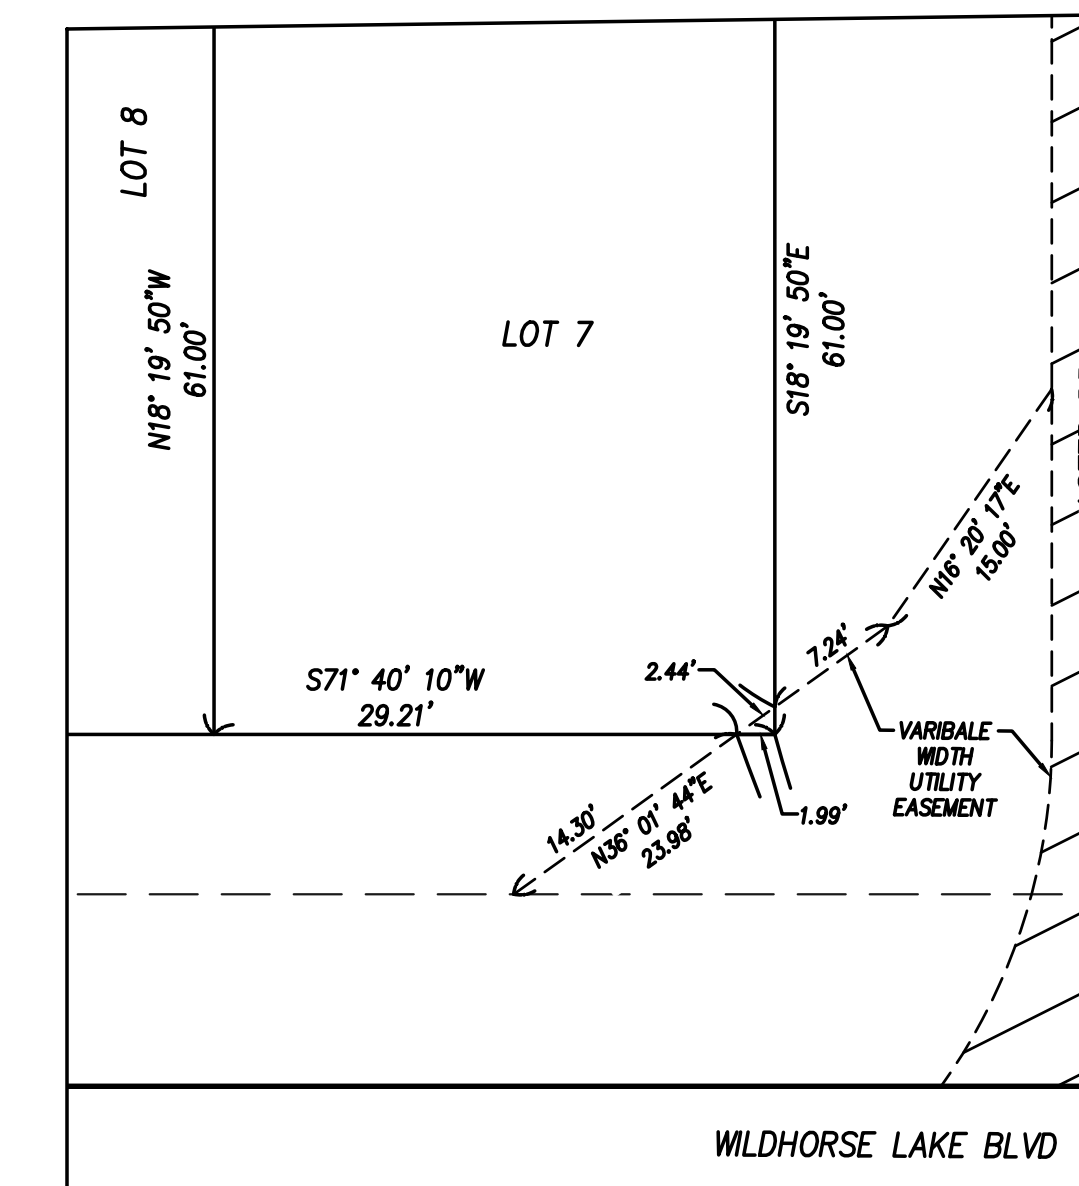 LOT 8
N18° 19' 50"W
61.00'
LOT 7
S18° 19' 50"E
61.00'
N16° 20' 17"E
15.00'
S71° 40' 10"W
29.21'
2.44'
7.24'
VARIBALE
WIDTH
UTILITY
EASEMENT
1.99'
14.30'
N36° 01' 44"E
23.98'
WILDHORSE LAKE BLVD